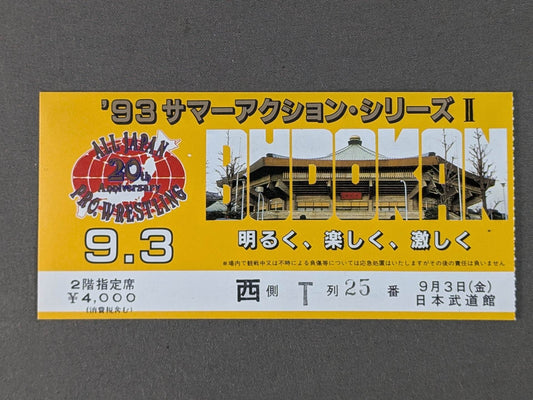 '93 サマーアクション・シリーズ II
ALL JAPAN
20th
Anniversary
PRO. WRESTLING
BUDOKAN
9.3
明るく、楽しく、激しく
※場内で観戦中又は不時による負傷等については応急処置はいたしますがその後の責任は負いません
2階指定席
¥4,000
(消費税含む)
西側 T 列 25 番
9月3日(金)
日本武道館